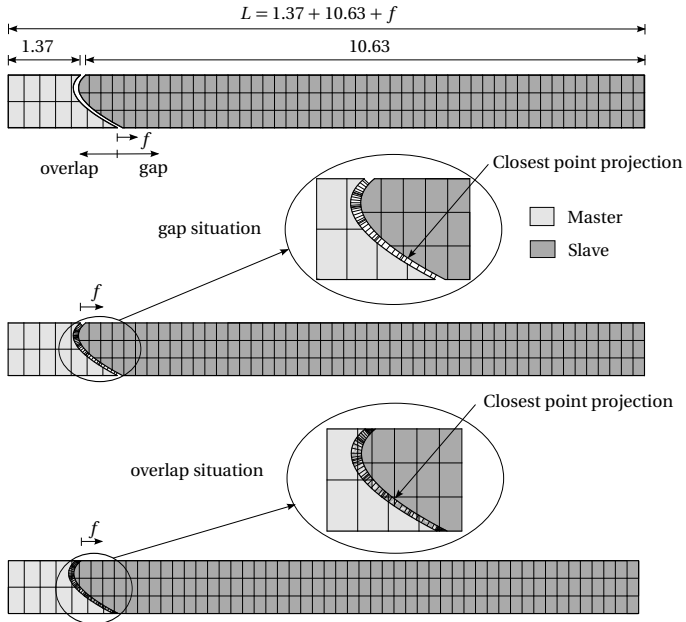 L = 1.37 + 10.63 + f
1.37
10.63
f
overlap
gap
Closest point projection
gap situation
Master
Slave
f
Closest point projection
overlap situation
f